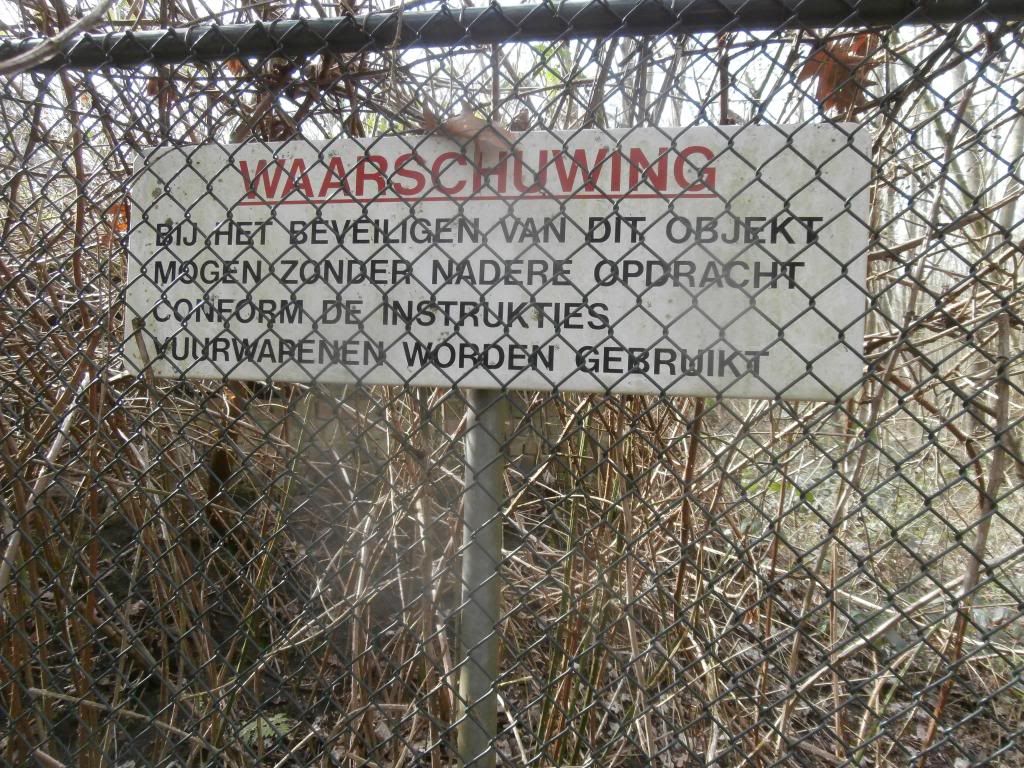 WAARSCHUWING
BIJ HET BEVEILIGEN VAN DIT OBJEKT
MOGEN ZONDER NADERE OPDRACHT
CONFORM DE INSTRUKTIES
VUURWAPENEN WORDEN GEBRUIKT